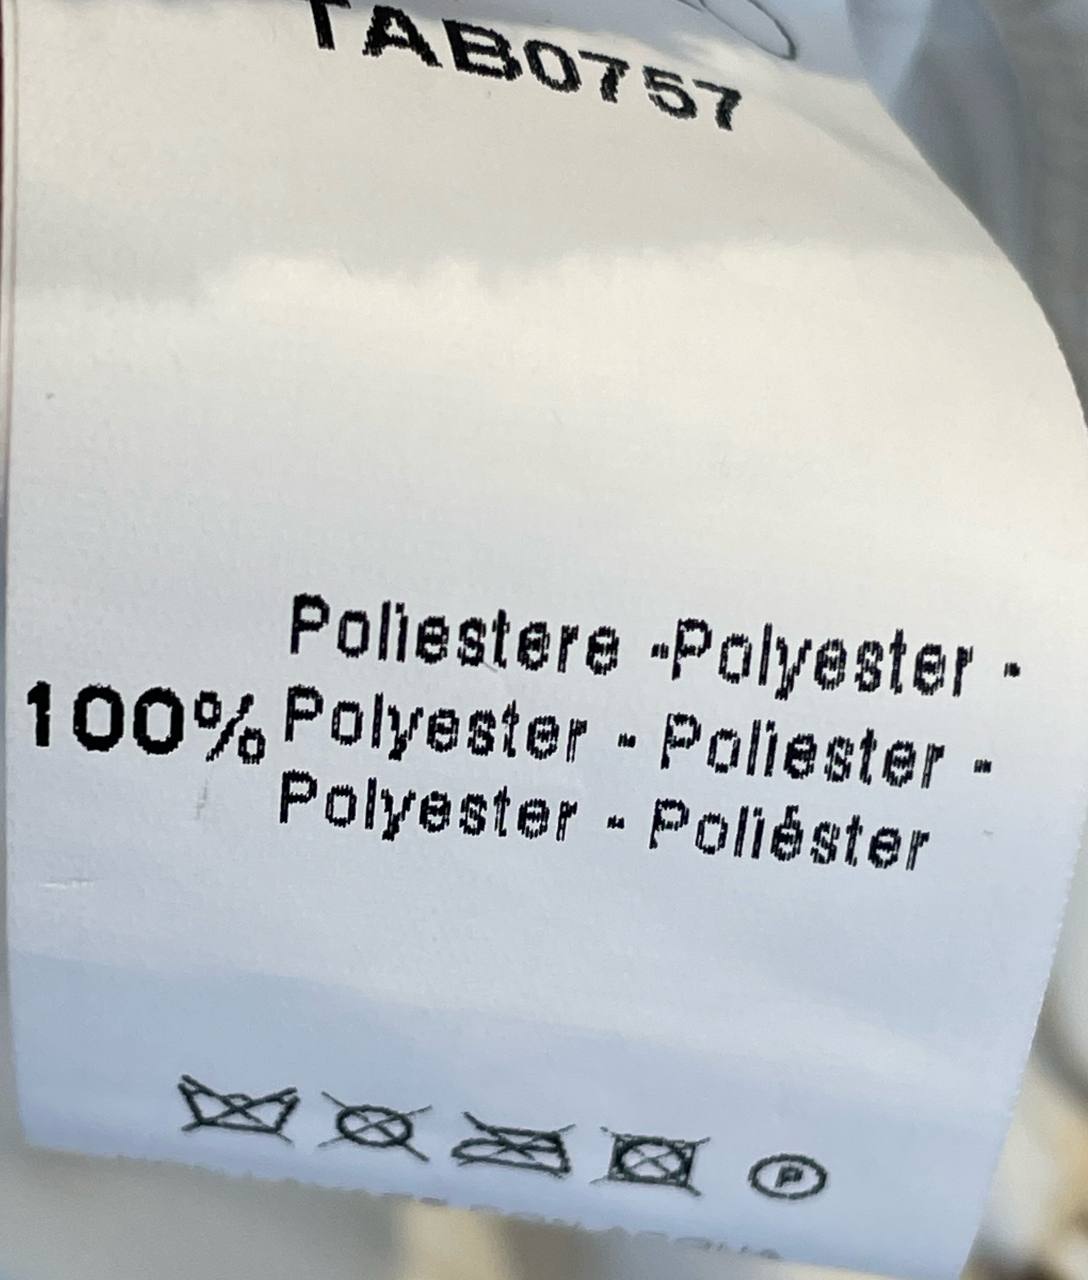 TAB0757
Poliestere -Polyester -
100% Polyester - Poliester -
Polyester - Poliéster
P